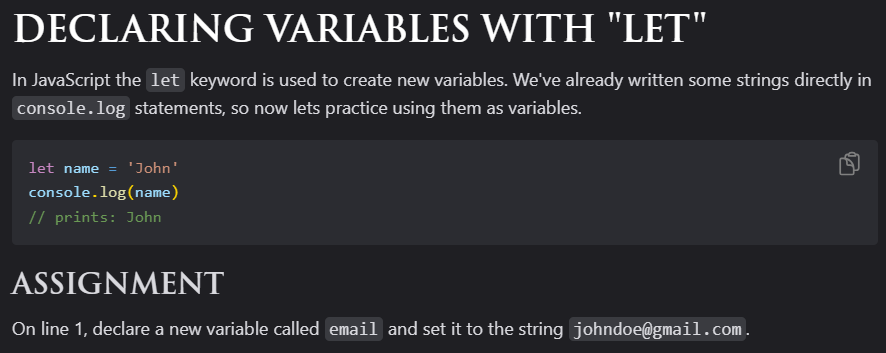 DECLARING VARIABLES WITH "LET"
In JavaScript the let keyword is used to create new variables. We've already written some strings directly in
console.log statements, so now lets practice using them as variables.
let name = 'John'
console.log(name)
// prints: John
ASSIGNMENT
On line 1, declare a new variable called email and set it to the string johndoe@gmail.com.